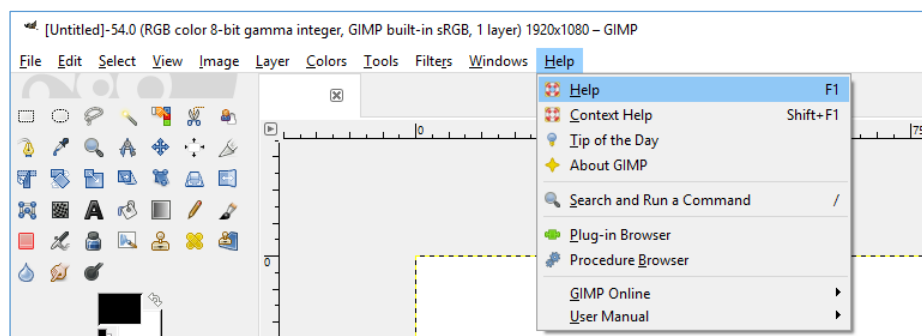 [Untitled]-54.0 (RGB color 8-bit gamma integer, GIMP built-in sRGB, 1 layer) 1920x1080 – GIMP
File Edit Select View Image Layer Colors Tools Filters Windows Help
Help F1
Context Help Shift+F1
Tip of the Day
About GIMP
Search and Run a Command /
Plug-in Browser
Procedure Browser
GIMP Online
User Manual
0
0